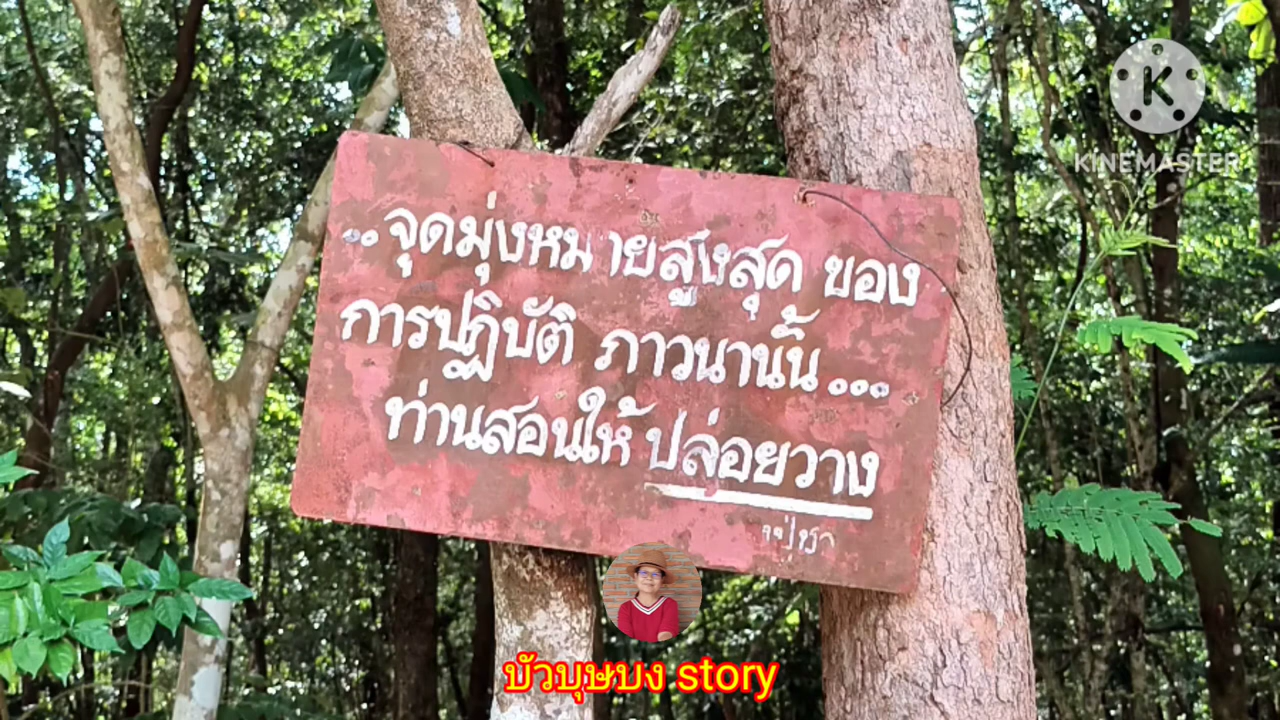 ..จุดมุ่งหมายสูงสุด ของ
การปฏิบัติ ภาวนานั้น...
ท่านสอนให้ ปล่อยวาง
K
KINEMASTER
บัวบุษบง story